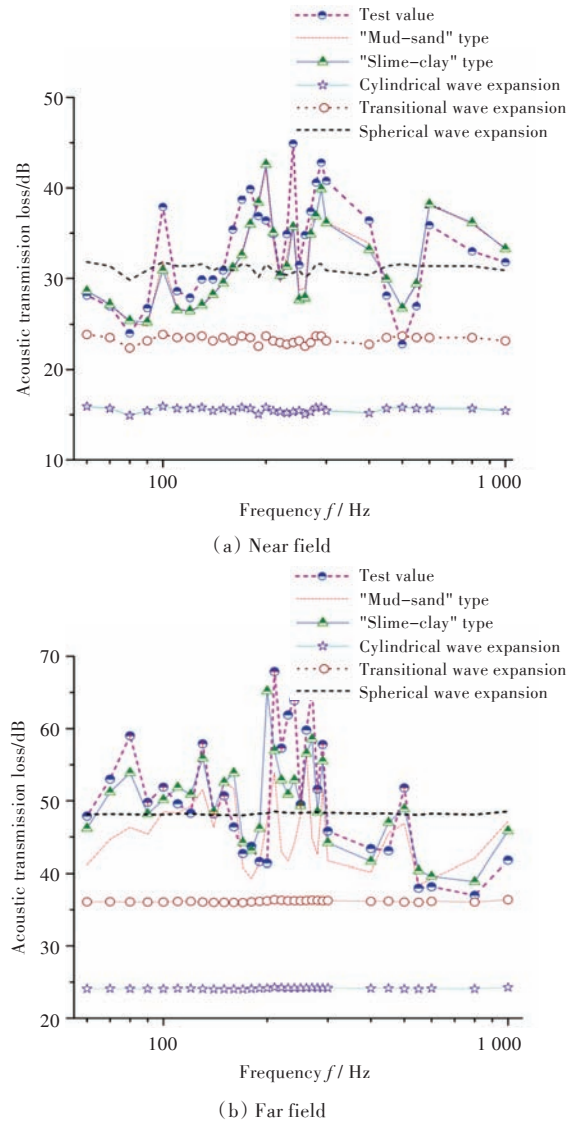 Test value
"Mud-sand" type
"Slime-clay" type
Cylindrical wave expansion
Transitional wave expansion
Spherical wave expansion
50
40
30
20
10
Acoustic transmission loss/dB
100
1 000
Frequency f / Hz
(a) Near field
Test value
"Mud-sand" type
"Slime-clay" type
Cylindrical wave expansion
Transitional wave expansion
Spherical wave expansion
70
60
50
40
30
20
Acoustic transmission loss/dB
100
1 000
Frequency f / Hz
(b) Far field